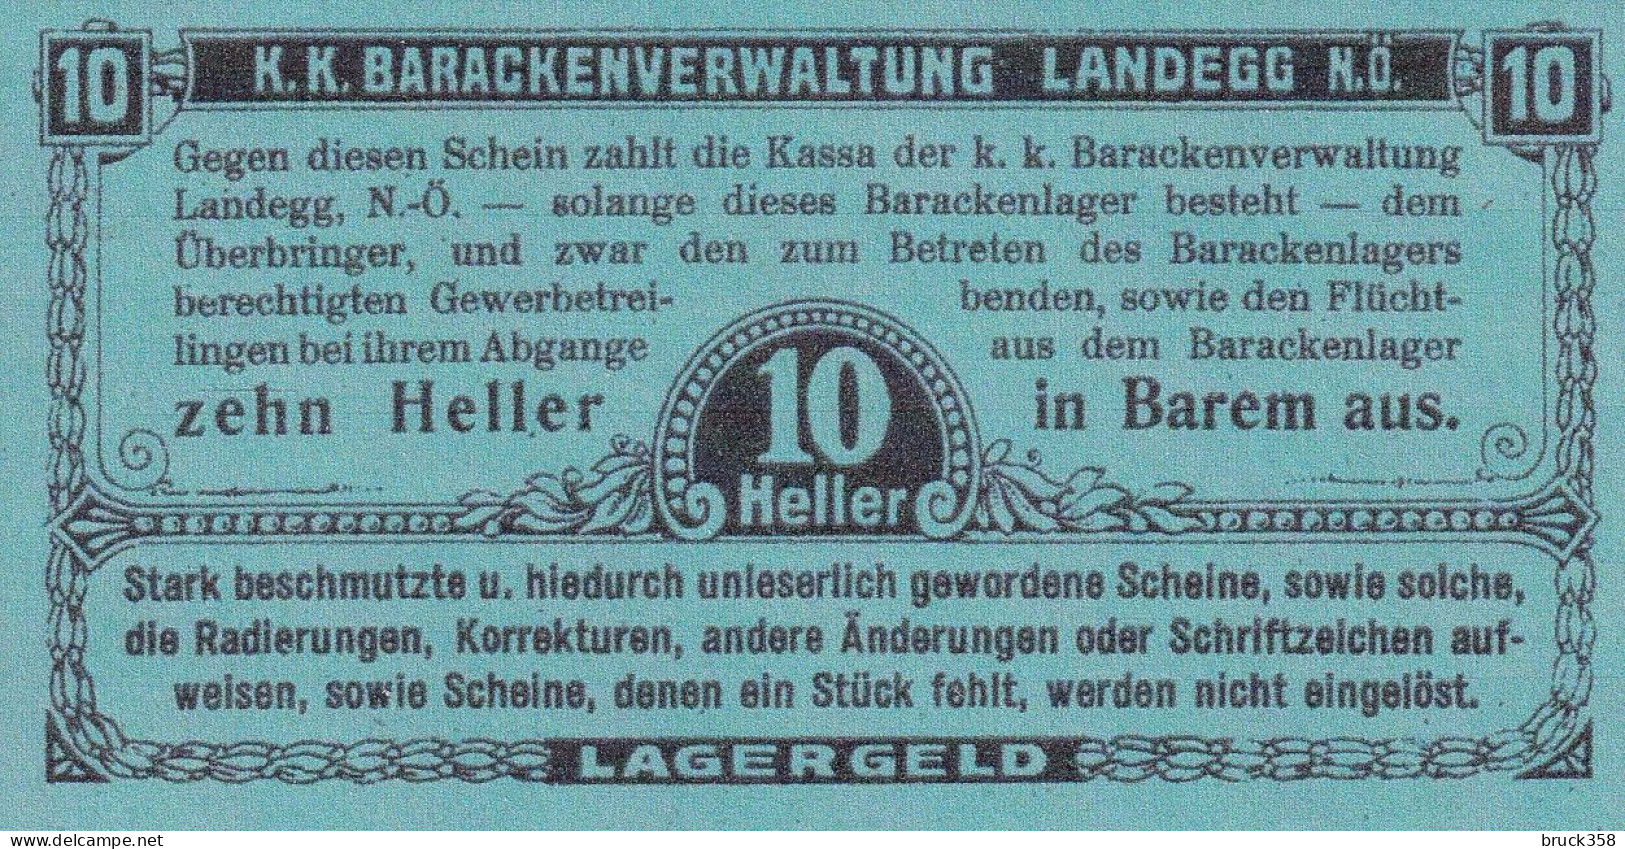 10 K. K. BARACKENVERWALTUNG LANDEGG N.Ö. 10
Gegen diesen Schein zahlt die Kassa der k. k. Barackenverwaltung
Landegg, N.-Ö. — solange dieses Barackenlager besteht — dem
Überbringer, und zwar den zum Betreten des Barackenlagers
berechtigten Gewerbetrei- benden, sowie den Flücht-
lingen bei ihrem Abgange aus dem Barackenlager
zehn Heller in Barem aus.
10
Heller
Stark beschmutzte u. hiedurch unleserlich gewordene Scheine, sowie solche,
die Radierungen, Korrekturen, andere Änderungen oder Schriftzeichen auf-
weisen, sowie Scheine, denen ein Stück fehlt, werden nicht eingelöst.
LAGERGELD
delcampe.net
bruck358